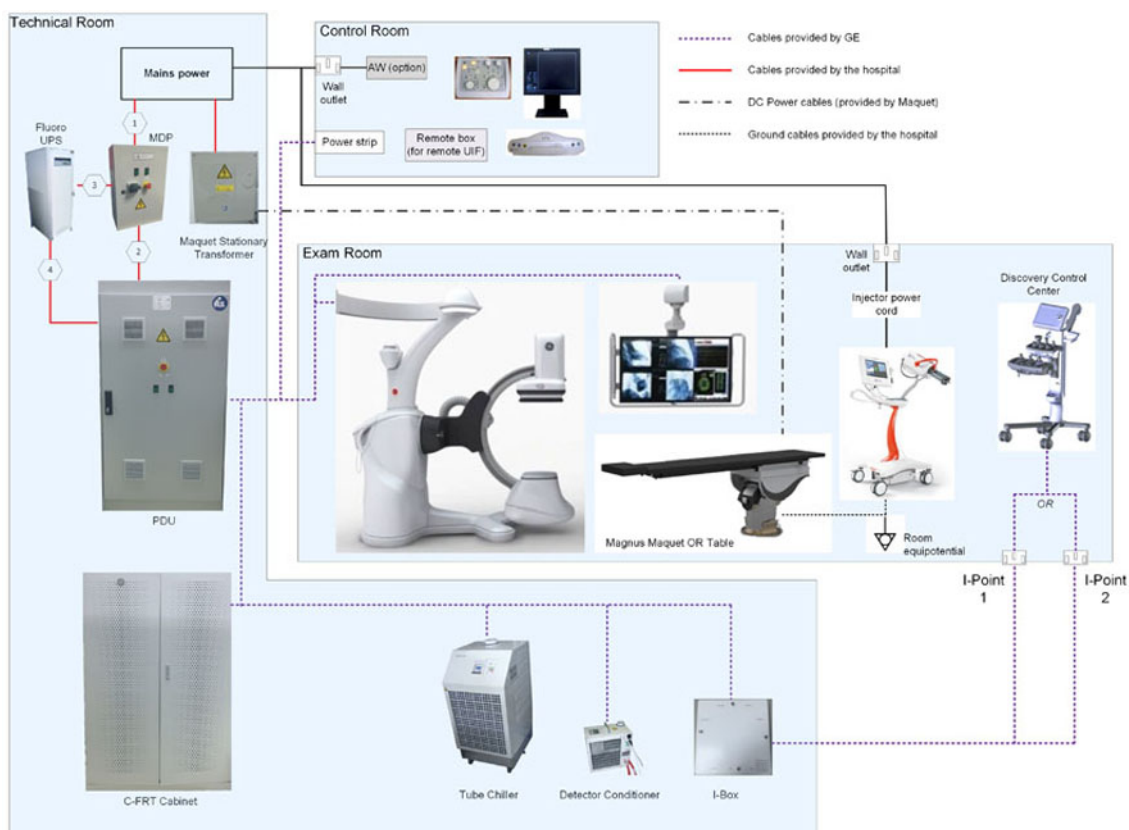 Technical Room
Control Room
Cables provided by GE
Mains power
AW (option)
Wall
outlet
Cables provided by the hospital
DC Power cables (provided by Maquet)
Fluoro
UPS
1
MDP
Power strip
Remote box
(for remote UIF)
Ground cables provided by the hospital
3
2
4
Maquet Stationary
Transformer
Exam Room
Wall
outlet
Discovery Control
Center
Injector power
cord
PDU
OR
Magnus Maquet OR Table
Room
equipotential
I-Point
1
I-Point
2
C-FRT Cabinet
Tube Chiller
Detector Conditioner
I-Box